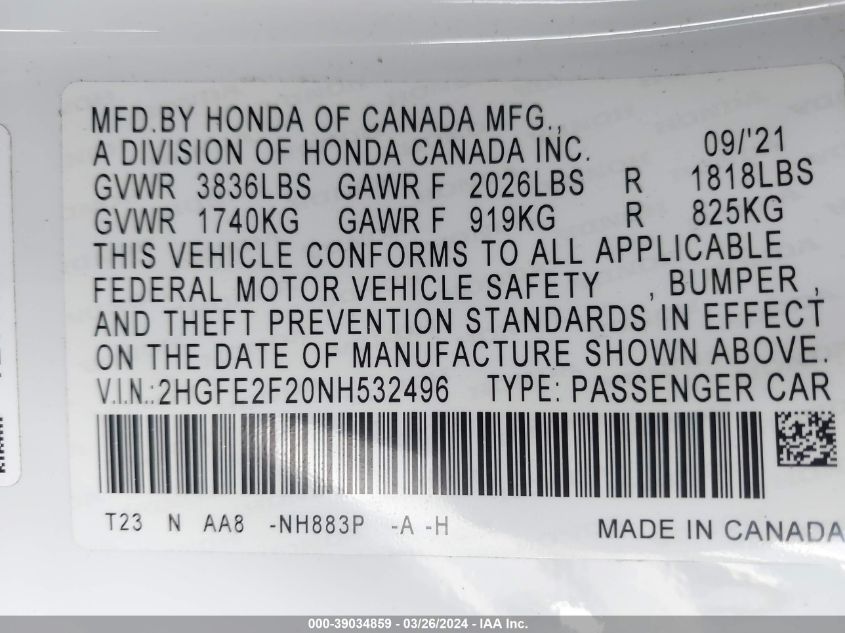 MFD.BY HONDA OF CANADA MFG.,
A DIVISION OF HONDA CANADA INC. 09/'21
GVWR 3836LBS GAWR F 2026LBS R 1818LBS
GVWR 1740KG GAWR F 919KG R 825KG
THIS VEHICLE CONFORMS TO ALL APPLICABLE
FEDERAL MOTOR VEHICLE SAFETY , BUMPER ,
AND THEFT PREVENTION STANDARDS IN EFFECT
ON THE DATE OF MANUFACTURE SHOWN ABOVE.
V.I.N.:2HGFE2F20NH532496 TYPE: PASSENGER CAR
T23 N AA8 -NH883P -A -H MADE IN CANADA
000-39034859 - 03/26/2024 - IAA Inc.